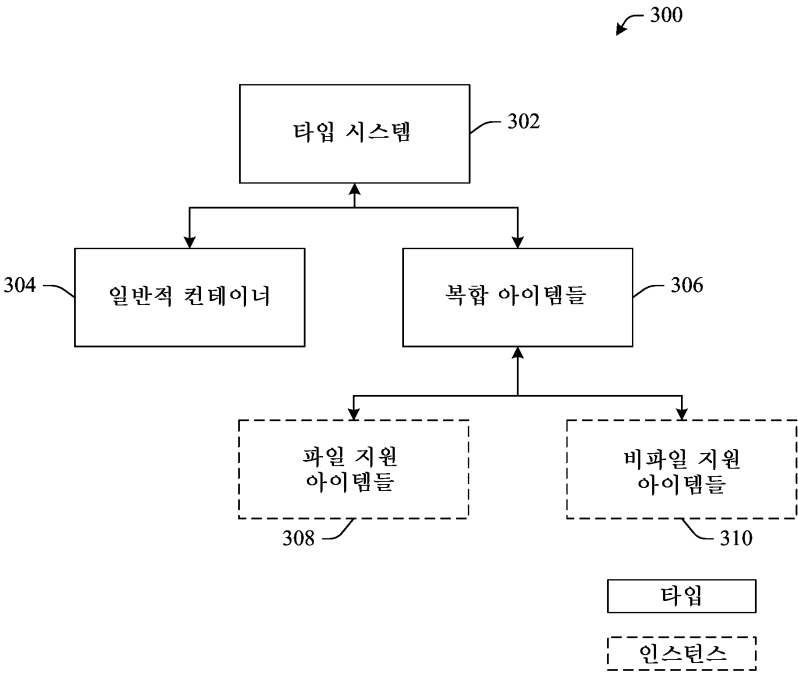 300
타입 시스템
302
304
일반적 컨테이너
복합 아이템들
306
파일 지원
아이템들
비파일 지원
아이템들
308
310
타입
인스턴스